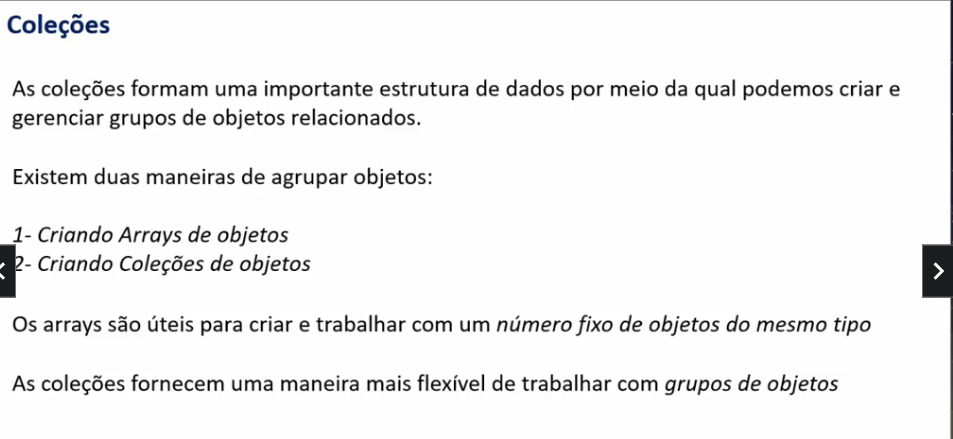 Coleções
As coleções formam uma importante estrutura de dados por meio da qual podemos criar e
gerenciar grupos de objetos relacionados.
Existem duas maneiras de agrupar objetos:
1- Criando Arrays de objetos
2- Criando Coleções de objetos
Os arrays são úteis para criar e trabalhar com um número fixo de objetos do mesmo tipo
As coleções fornecem uma maneira mais flexível de trabalhar com grupos de objetos